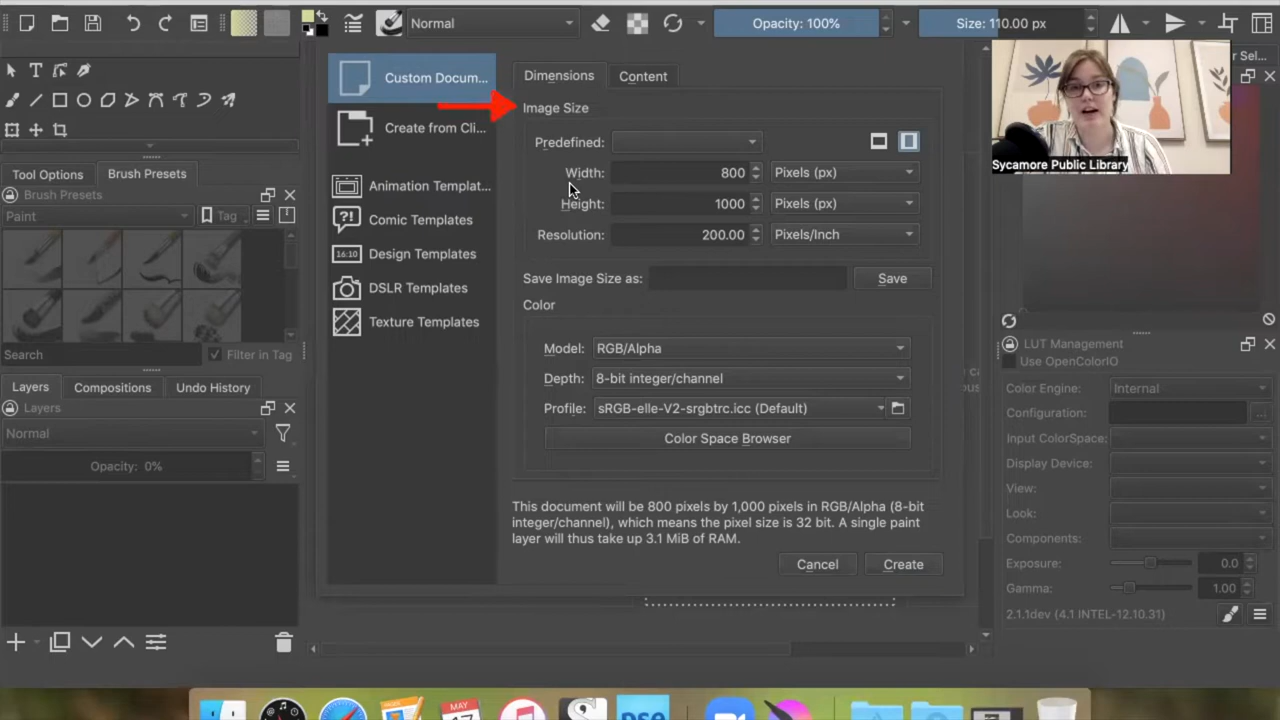 Normal
Opacity: 100%
Size: 110.00 px
Custom Docum...
Create from Cli...
Animation Templat...
Comic Templates
16:10 Design Templates
DSLR Templates
Texture Templates
Dimensions
Content
Image Size
Predefined:
Width: 800 Pixels (px)
Height: 1000 Pixels (px)
Resolution: 200.00 Pixels/Inch
Save Image Size as: Save
Color
Model: RGB/Alpha
Depth: 8-bit integer/channel
Profile: sRGB-elle-V2-srgbtrc.icc (Default)
Color Space Browser
This document will be 800 pixels by 1,000 pixels in RGB/Alpha (8-bit
integer/channel), which means the pixel size is 32 bit. A single paint
layer will thus take up 3.1 MiB of RAM.
Cancel
Create
Tool Options
Brush Presets
Brush Presets
Paint
Tag
Search
Filter in Tag
Layers
Compositions
Undo History
Layers
Normal
Opacity: 0%
Sycamore Public Library
r Sel...
LUT Management
Use OpenColorIO
Color Engine: Internal
Configuration: ...
Input ColorSpace:
Display Device:
View:
Look:
Components:
Exposure: 0.0
Gamma: 1.00
2.1.1dev (4.1 INTEL-12.10.31)
MAY